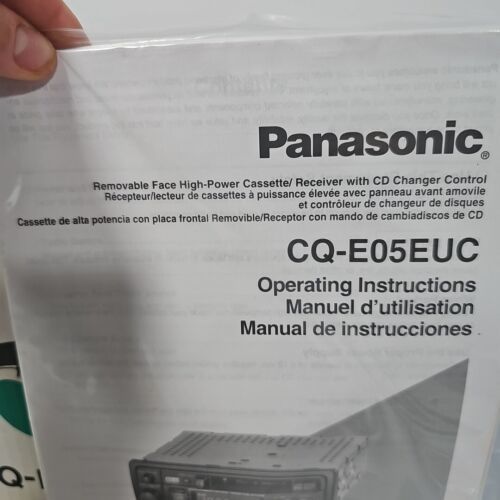 Panasonic®
Removable Face High-Power Cassette/ Receiver with CD Changer Control
Récepteur/lecteur de cassettes à puissance élevée avec panneau avant amovile
et contrôleur de changeur de disques
Cassette de alta potencia con placa frontal Removible/Receptor con mando de cambiadiscos de CD
CQ-E05EUC
Operating Instructions
Manuel d'utilisation
Manual de instrucciones
Q-